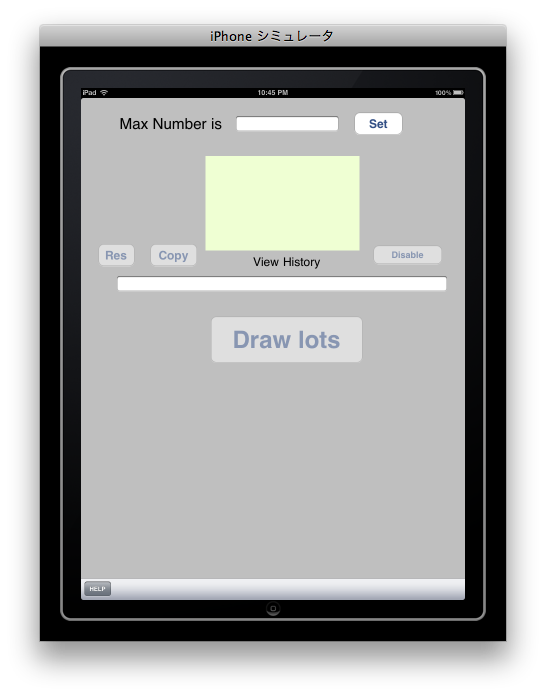 iPhone シミュレータ
iPad 10:45 PM 100%
Max Number is Set
Res Copy View History Disable
Draw lots
HELP